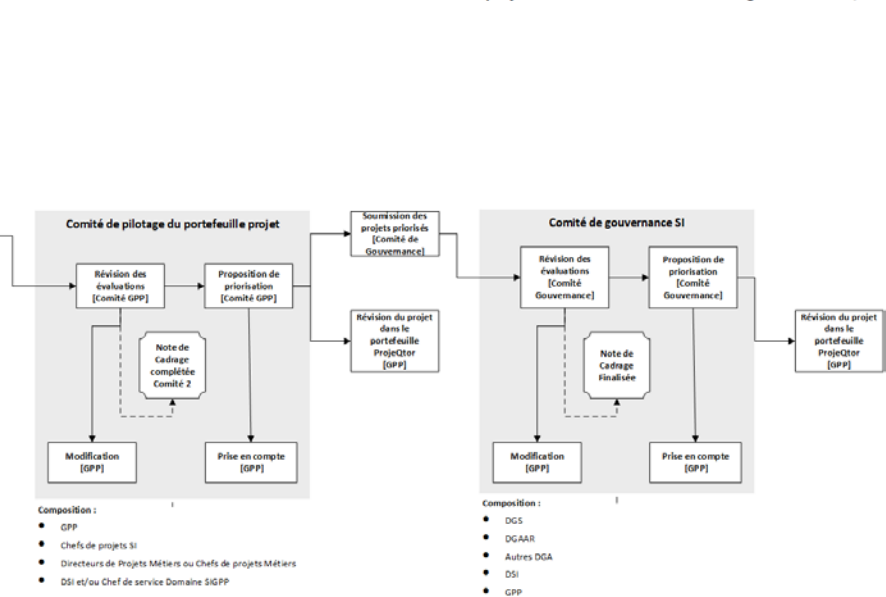 Comité de pilotage du portefeuille projet
Révision des
évaluations
[Comité GPP]
Proposition de
priorisation
[Comité GPP]
Note de
Cadrage
complétée
Comité 2
Modification
[GPP]
Prise en compte
[GPP]
Composition :
GPP
Chefs de projets SI
Directeurs de Projets Métiers ou Chefs de projets Métiers
DSI et/ou Chef de service Domaine SIGPP
Soumission des
projets priorisés
[Comité de
Gouvernance]
Révision du projet
dans le
portefeuille
ProjeQtor
[GPP]
Comité de gouvernance SI
Révision des
évaluations
[Comité
Gouvernance]
Proposition de
priorisation
[Comité
Gouvernance]
Note de
Cadrage
Finalisée
Modification
[GPP]
Prise en compte
[GPP]
Composition :
DGS
DGAAR
Autres DGA
DSI
GPP
Révision du projet
dans le
portefeuille
ProjeQtor
[GPP]